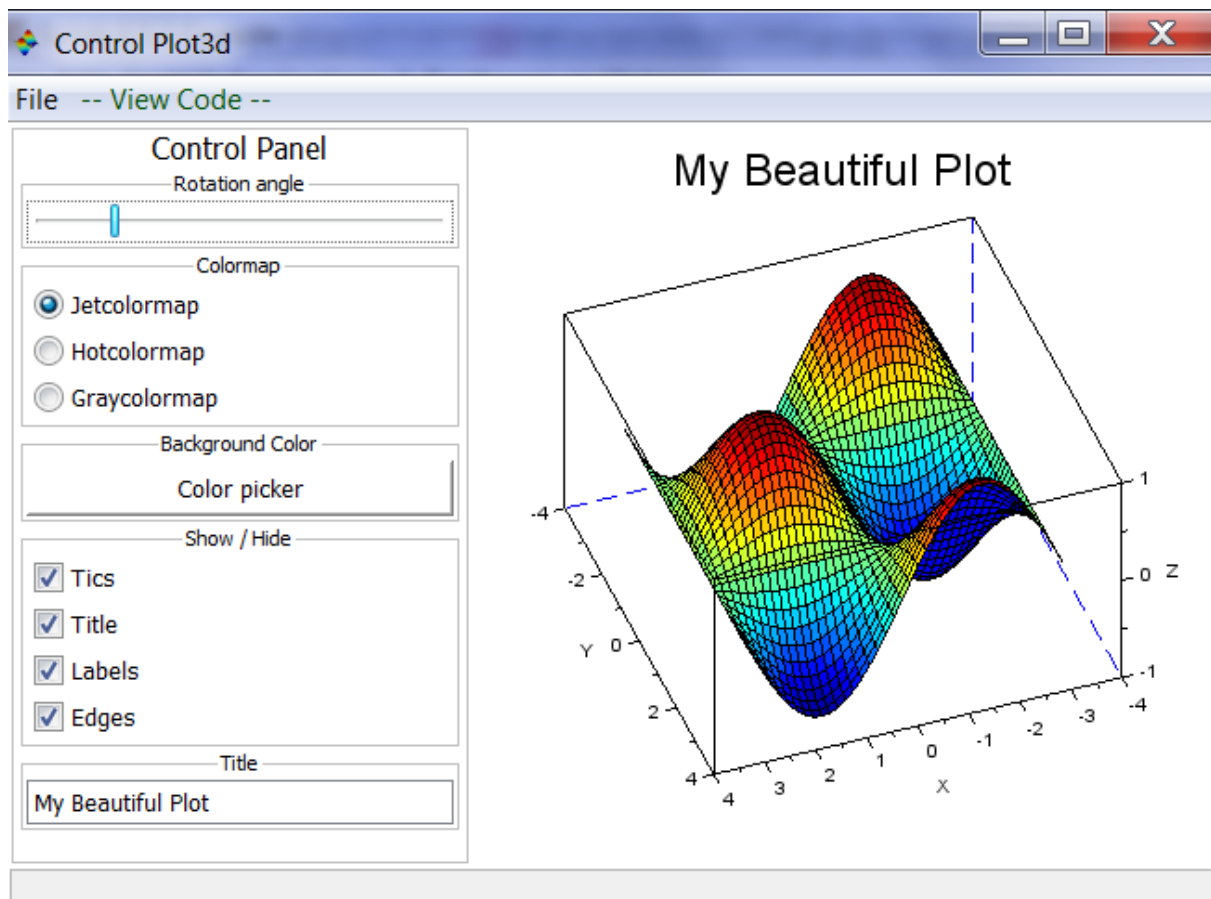 Control Plot3d
File -- View Code --
Control Panel
Rotation angle
Colormap
Jetcolormap
Hotcolormap
Graycolormap
Background Color
Color picker
Show / Hide
Tics
Title
Labels
Edges
Title
My Beautiful Plot
My Beautiful Plot
1
0 Z
-1
-4
-2
Y 0
2
4
4 3 2 1 0 -1 -2 -3 -4
X